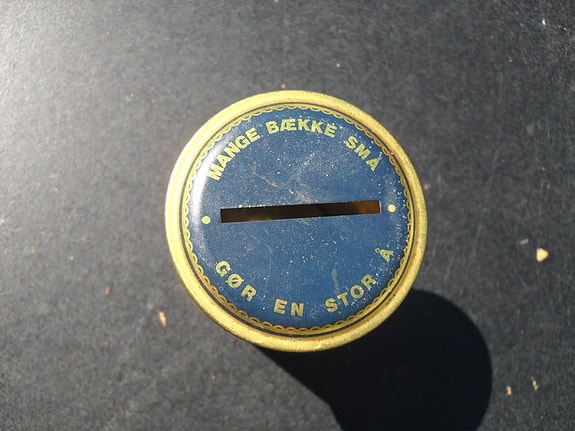 MANGE BÆKKE SMÅ
GØR EN STOR Å